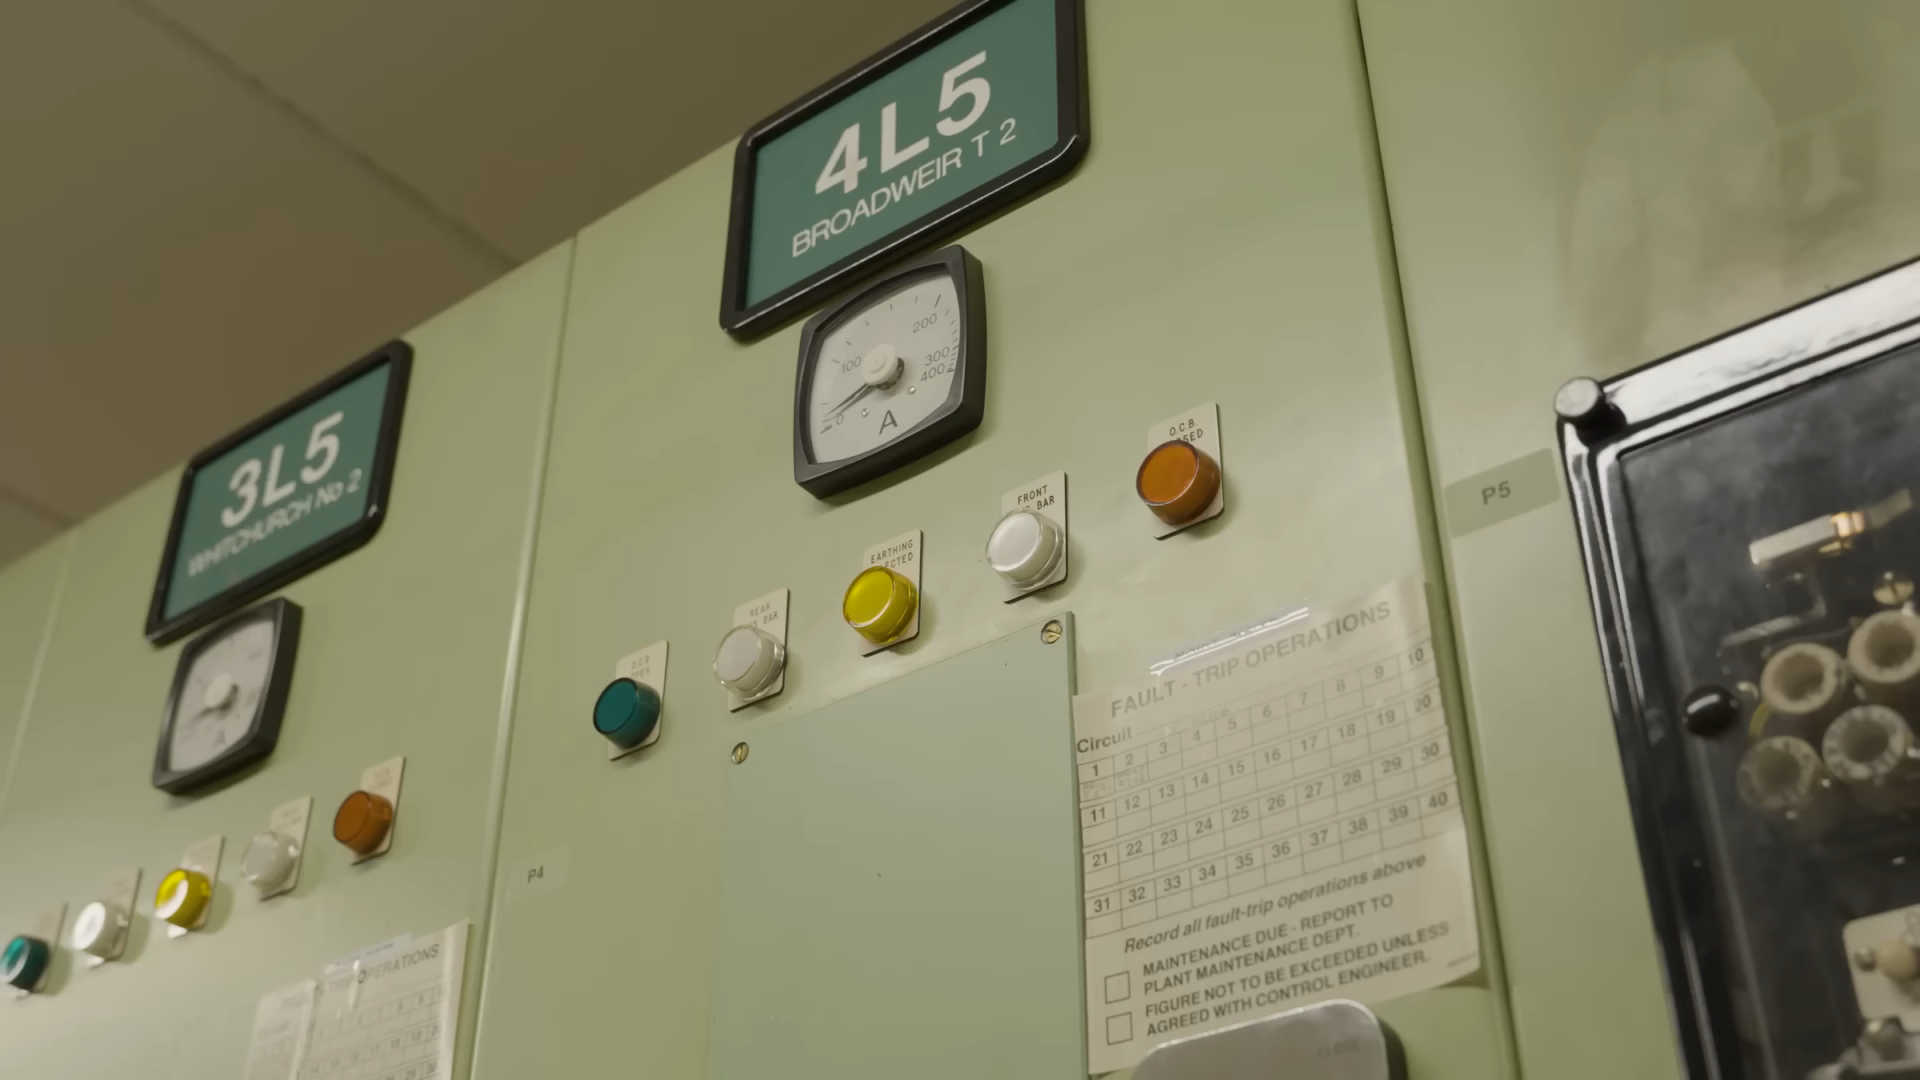 4L5
BROADWEIR T 2
3L5
WHITCHURCH No 2
100
200
300
400
0
A
A
O.C.B.
FRONT
BAR
EARTHING
REAR
BAR
O.C.B
P5
P4
FAULT - TRIP OPERATIONS
Circuit
1 2 3 4 5 6 7 8 9 10
11 12 13 14 15 16 17 18 19 20
21 22 23 24 25 26 27 28 29 30
31 32 33 34 35 36 37 38 39 40
Record all fault-trip operations above
MAINTENANCE DUE - REPORT TO
PLANT MAINTENANCE DEPT.
FIGURE NOT TO BE EXCEEDED UNLESS
AGREED WITH CONTROL ENGINEER.
OPERATIONS